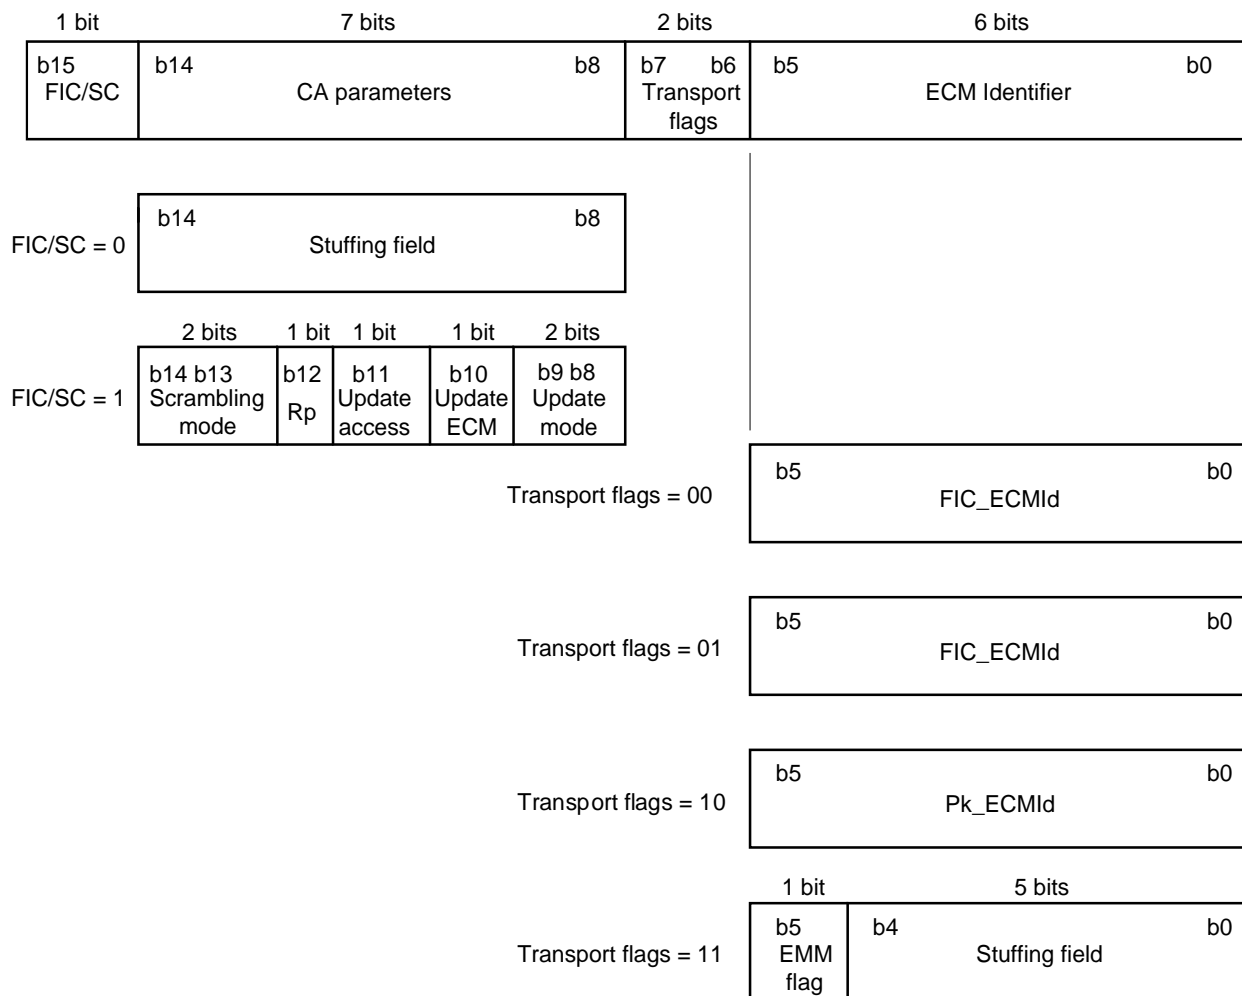 1 bit 7 bits 2 bits 6 bits
b15 b14 b8 b7 b6 b5 b0
FIC/SC CA parameters Transport ECM Identifier
flags
b14 b8
FIC/SC = 0 Stuffing field
2 bits 1 bit 1 bit 1 bit 2 bits
b14 b13 b12 b11 b10 b9 b8
FIC/SC = 1 Scrambling Rp Update Update Update
mode access ECM mode
b5 b0
Transport flags = 00 FIC_ECMId
b5 b0
Transport flags = 01 FIC_ECMId
b5 b0
Transport flags = 10 Pk_ECMId
1 bit 5 bits
b5 b4 b0
Transport flags = 11 EMM Stuffing field
flag